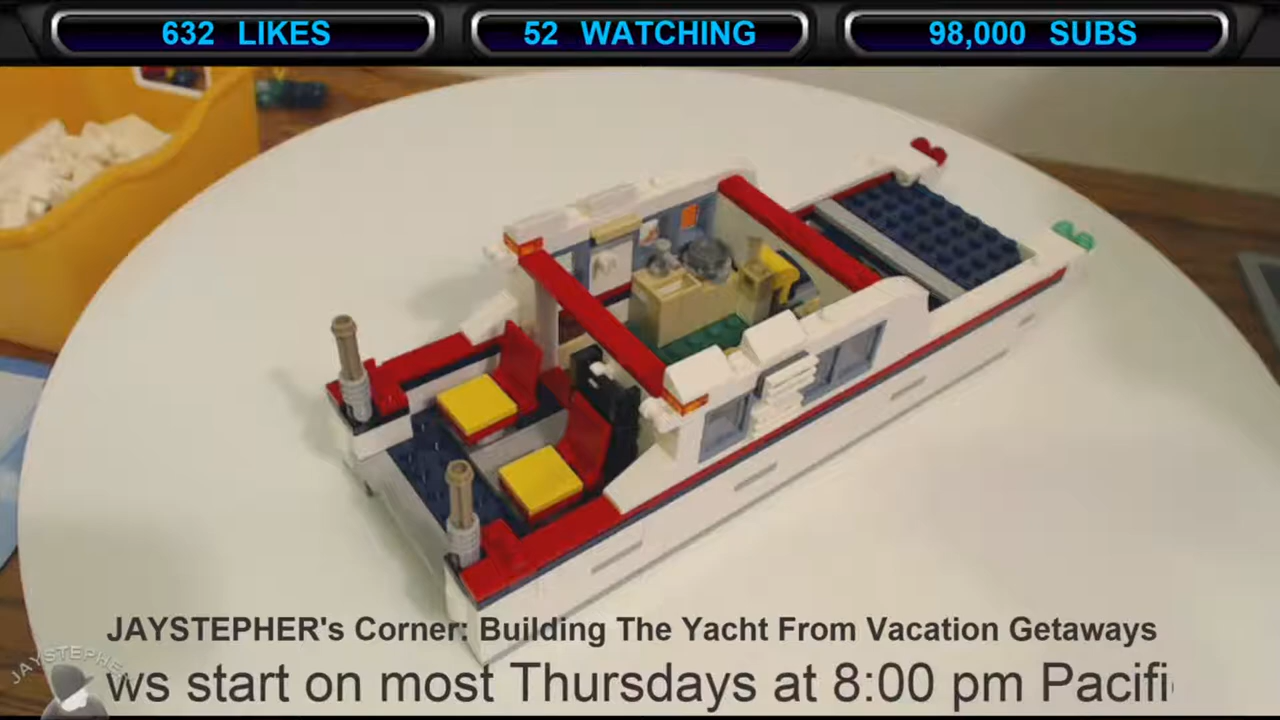 632 LIKES
52 WATCHING
98,000 SUBS
JAYSTEPHER's Corner: Building The Yacht From Vacation Getaways
ws start on most Thursdays at 8:00 pm Pacifi
JAYSTEPHE